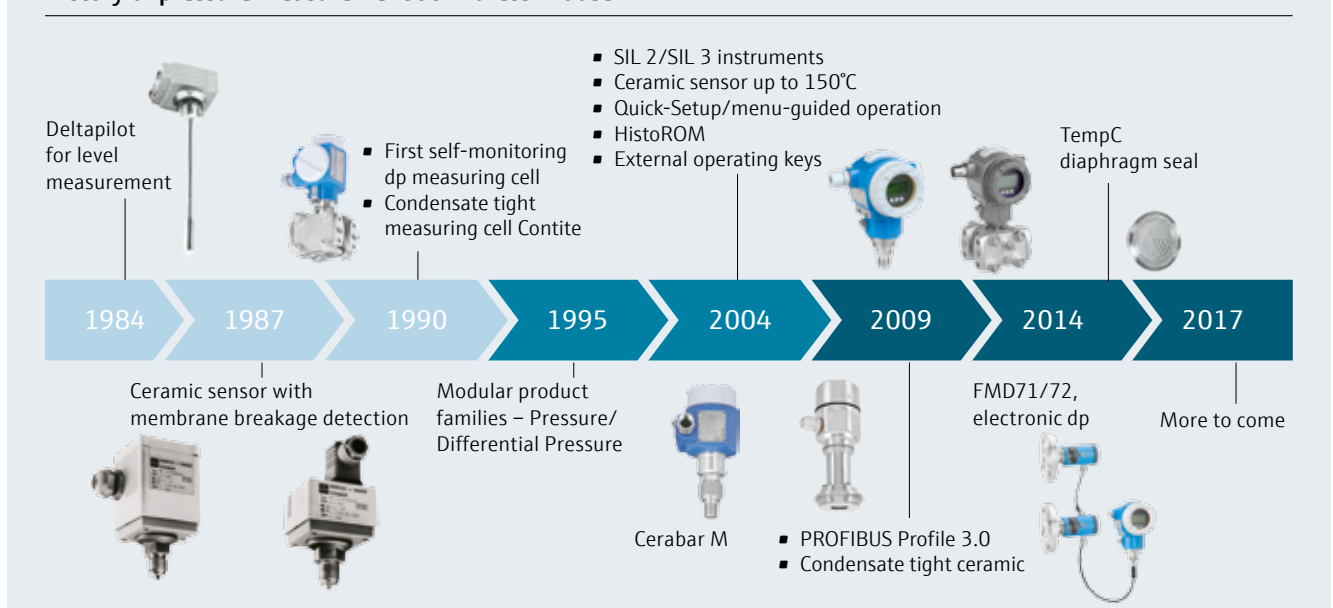 Deltapilot
for level
measurement
▪ First self-monitoring
dp measuring cell
▪ Condensate tight
measuring cell Contite
▪ SIL 2/SIL 3 instruments
▪ Ceramic sensor up to 150°C
▪ Quick-Setup/menu-guided operation
▪ HistoROM
▪ External operating keys
TempC
diaphragm seal
1984
1987
1990
1995
2004
2009
2014
2017
Ceramic sensor with
membrane breakage detection
Modular product
families – Pressure/
Differential Pressure
Cerabar M
▪ PROFIBUS Profile 3.0
▪ Condensate tight ceramic
FMD71/72,
electronic dp
More to come